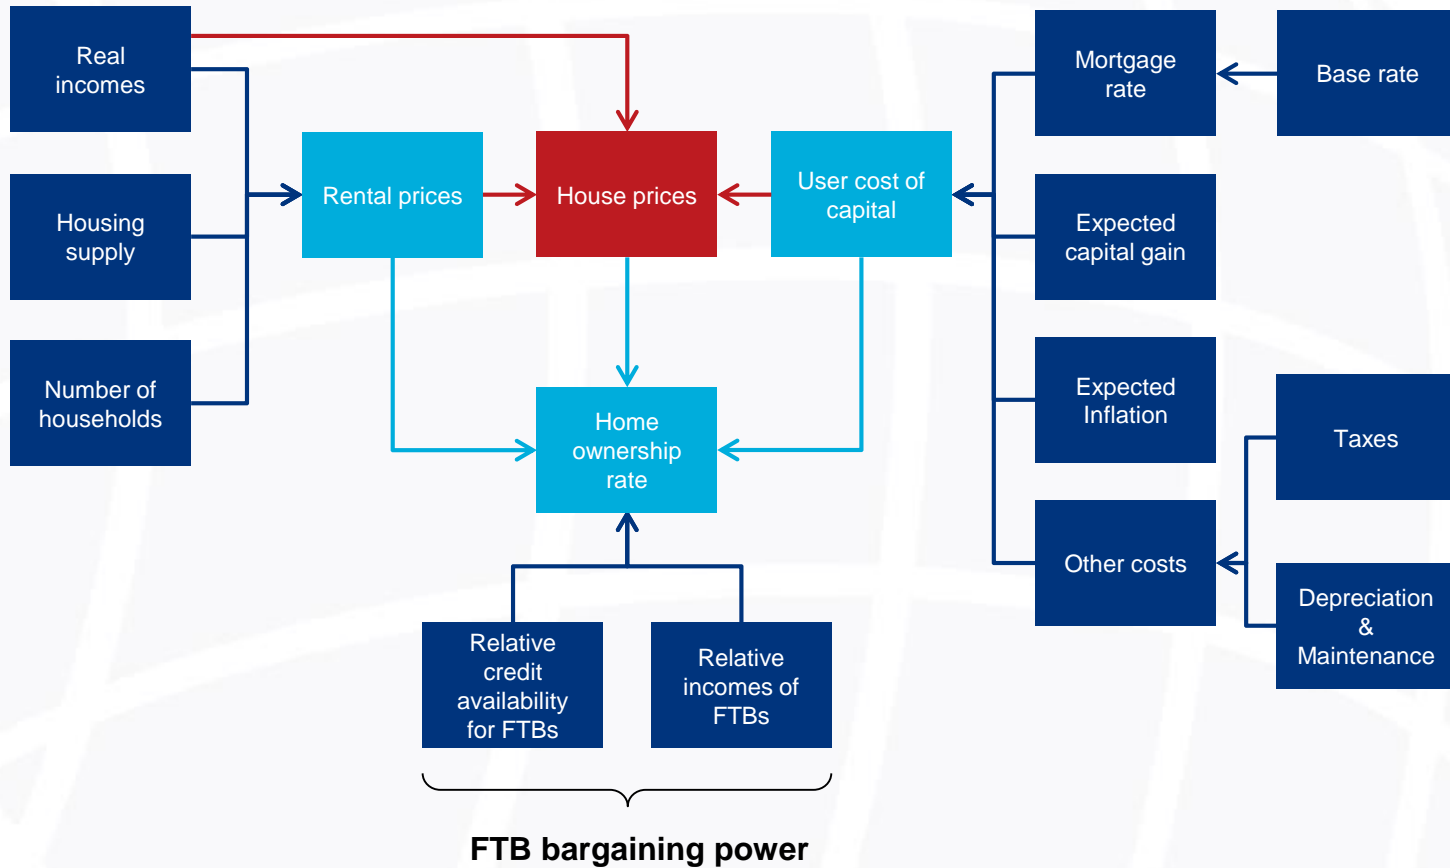 Real
incomes
Housing
supply
Number of
households
Rental prices
House prices
User cost of
capital
Home
ownership
rate
Relative
credit
availability
for FTBs
Relative
incomes of
FTBs
FTB bargaining power
Mortgage
rate
Base rate
Expected
capital gain
Expected
Inflation
Other costs
Taxes
Depreciation
&
Maintenance